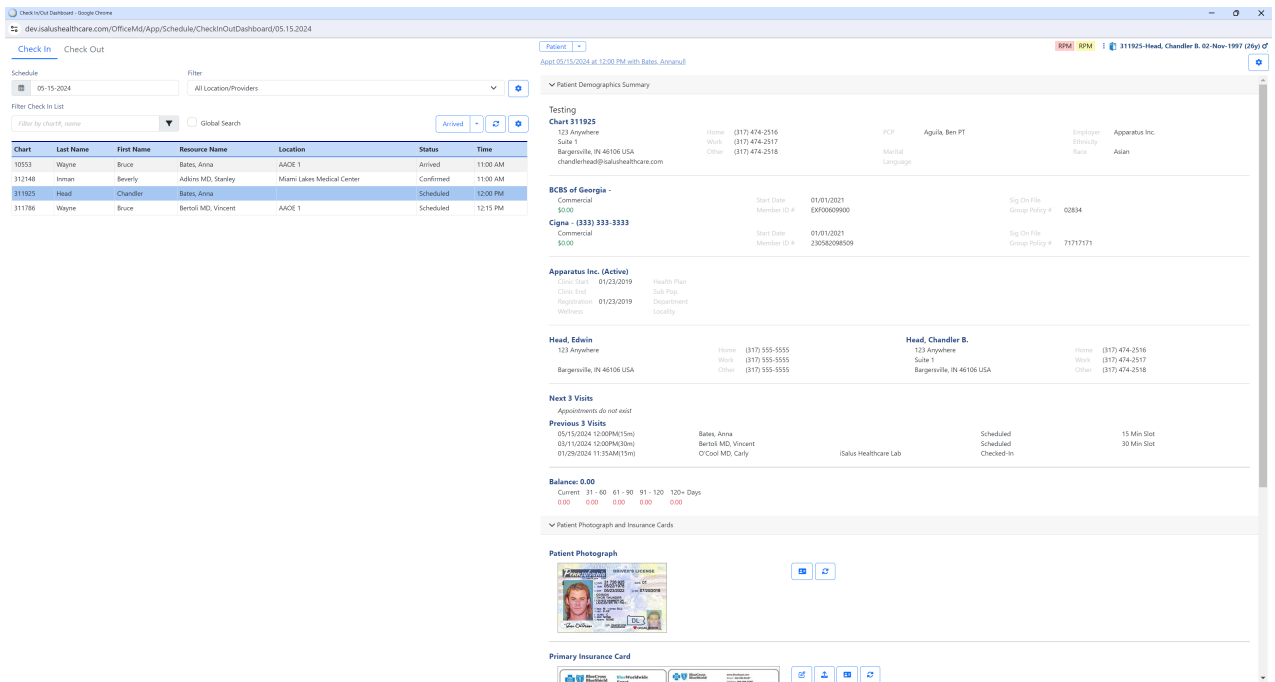 Check In/Out Dashboard - Google Chrome
dev.isalushealthcare.com/OfficeMd/App/Schedule/CheckInOutDashboard/05.15.2024
Check In Check Out
Schedule Filter
05-15-2024 All Location/Providers
Filter Check In List
Filter by chart#, name Global Search Arrived
Chart Last Name First Name Resource Name Location Status Time
10553 Wayne Bruce Bates, Anna AAOE 1 Arrived 11:00 AM
312148 Inman Beverly Adkins MD, Stanley Miami Lakes Medical Center Confirmed 11:00 AM
311925 Head Chandler Bates, Anna Scheduled 12:00 PM
311786 Wayne Bruce Bertoli MD, Vincent AAOE 1 Scheduled 12:15 PM
Patient RPM RPM 311925-Head, Chandler B. 02-Nov-1997 (26y)
Appt 05/15/2024 at 12:00 PM with Bates, Annanull
Patient Demographics Summary
Testing
Chart 311925
123 Anywhere Home (317) 474-2516 PCP Aguila, Ben PT Employer Apparatus Inc.
Suite 1 Work (317) 474-2517 Ethnicity
Bargersville, IN 46106 USA Other (317) 474-2518 Marital Race Asian
chandlerhead@isalushealthcare.com Language
BCBS of Georgia -
Commercial Start Date 01/01/2021 Sig On File
$0.00 Member ID # EXF00609900 Group Policy # 02834
Cigna - (333) 333-3333
Commercial Start Date 01/01/2021 Sig On File
$0.00 Member ID # 230582098509 Group Policy # 71717171
Apparatus Inc. (Active)
Clinic Start 01/23/2019 Health Plan
Clinic End Sub Pop.
Registration 01/23/2019 Department
Wellness Locality
Head, Edwin Head, Chandler B.
123 Anywhere Home (317) 555-5555 123 Anywhere Home (317) 474-2516
Work (317) 555-5555 Suite 1 Work (317) 474-2517
Bargersville, IN 46106 USA Other (317) 555-5555 Bargersville, IN 46106 USA Other (317) 474-2518
Next 3 Visits
Appointments do not exist
Previous 3 Visits
05/15/2024 12:00PM(15m) Bates, Anna Scheduled 15 Min Slot
03/11/2024 12:00PM(30m) Bertoli MD, Vincent Scheduled 30 Min Slot
01/29/2024 11:35AM(15m) O'Cool MD, Carly iSalus Healthcare Lab Checked-In
Balance: 0.00
Current 31 - 60 61 - 90 91 - 120 120+ Days
0.00 0.00 0.00 0.00 0.00
Patient Photograph and Insurance Cards
Patient Photograph
Pennsylvania DRIVER'S LICENSE
DL
Primary Insurance Card
BlueCross BlueShield BlueWorldwide BlueCross BlueShield